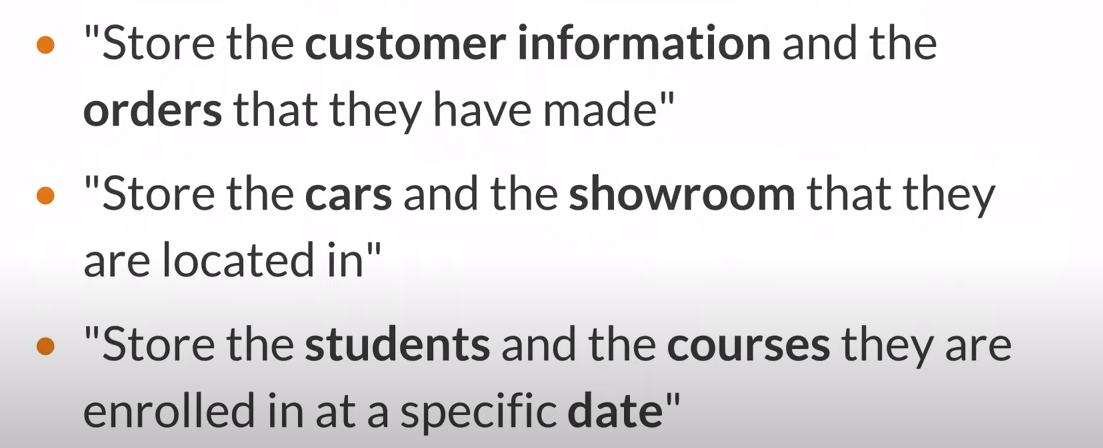 • "Store the customer information and the
orders that they have made"
• "Store the cars and the showroom that they
are located in"
• "Store the students and the courses they are
enrolled in at a specific date"